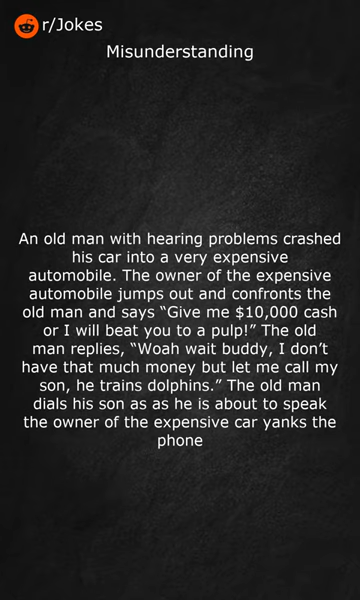 r/Jokes
Misunderstanding
An old man with hearing problems crashed
his car into a very expensive
automobile. The owner of the expensive
automobile jumps out and confronts the
old man and says “Give me $10,000 cash
or I will beat you to a pulp!” The old
man replies, “Woah wait buddy, I don’t
have that much money but let me call my
son, he trains dolphins.” The old man
dials his son as as he is about to speak
the owner of the expensive car yanks the
phone